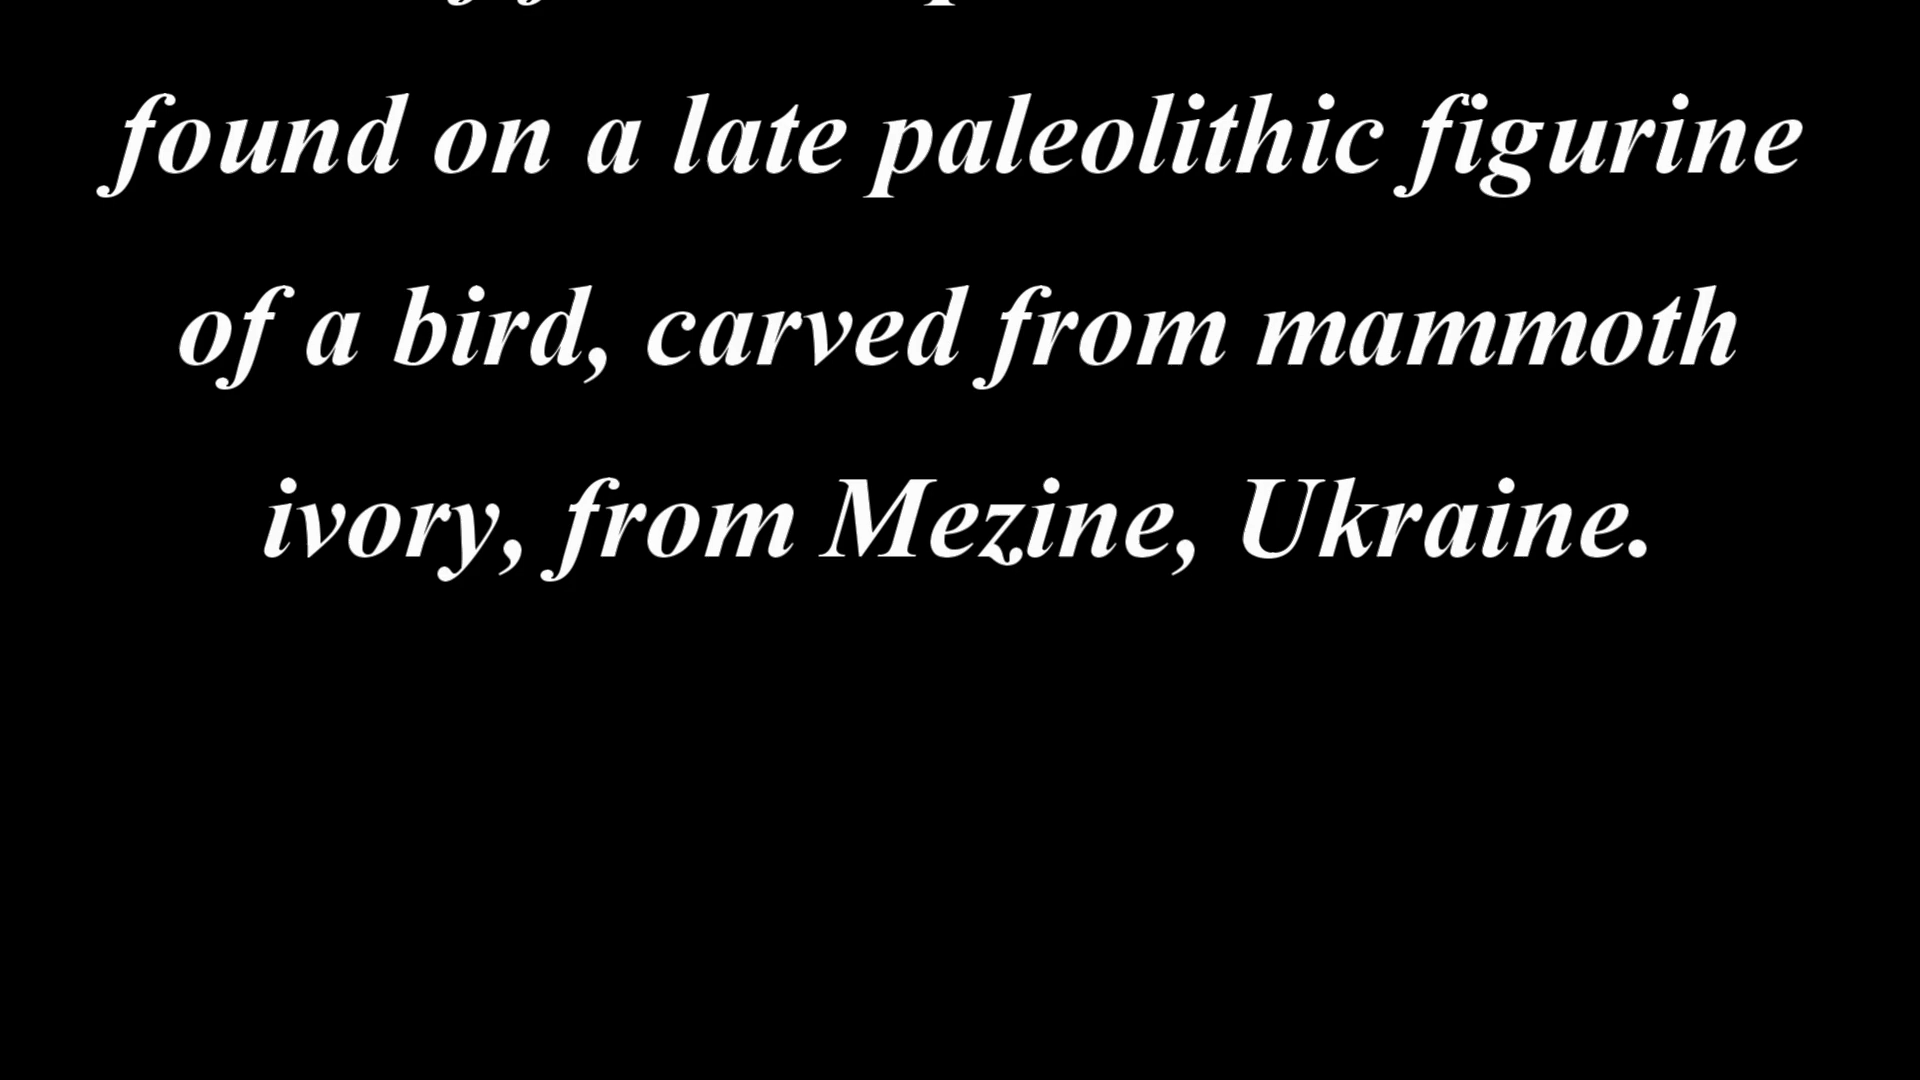 found on a late paleolithic figurine
of a bird, carved from mammoth
ivory, from Mezine, Ukraine.